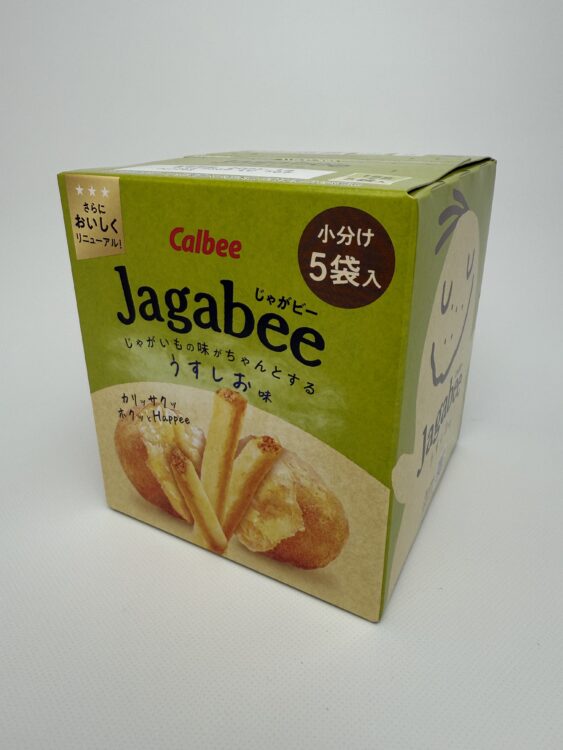 ★★★
さらに
おいしく
リニューアル!
Calbee
小分け
5袋入
じゃがビー
Jagabee
じゃがいもの味がちゃんとする
うすしお味
カリッサクッ
ホクッとHappee
Jagabee